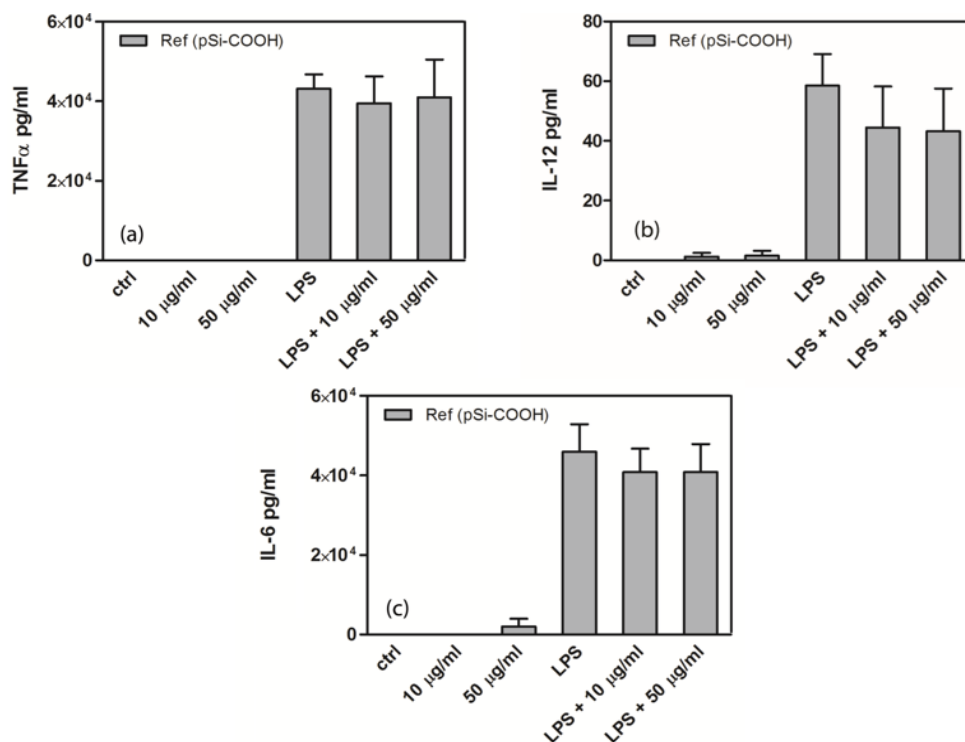 6×10⁴
4×10⁴
2×10⁴
0
TNFα pg/ml
Ref (pSi-COOH)
(a)
ctrl
10 µg/ml
50 µg/ml
LPS
LPS + 10 µg/ml
LPS + 50 µg/ml
80
60
40
20
0
IL-12 pg/ml
Ref (pSi-COOH)
(b)
ctrl
10 µg/ml
50 µg/ml
LPS
LPS + 10 µg/ml
LPS + 50 µg/ml
6×10⁴
4×10⁴
2×10⁴
0
IL-6 pg/ml
Ref (pSi-COOH)
(c)
ctrl
10 µg/ml
50 µg/ml
LPS
LPS + 10 µg/ml
LPS + 50 µg/ml